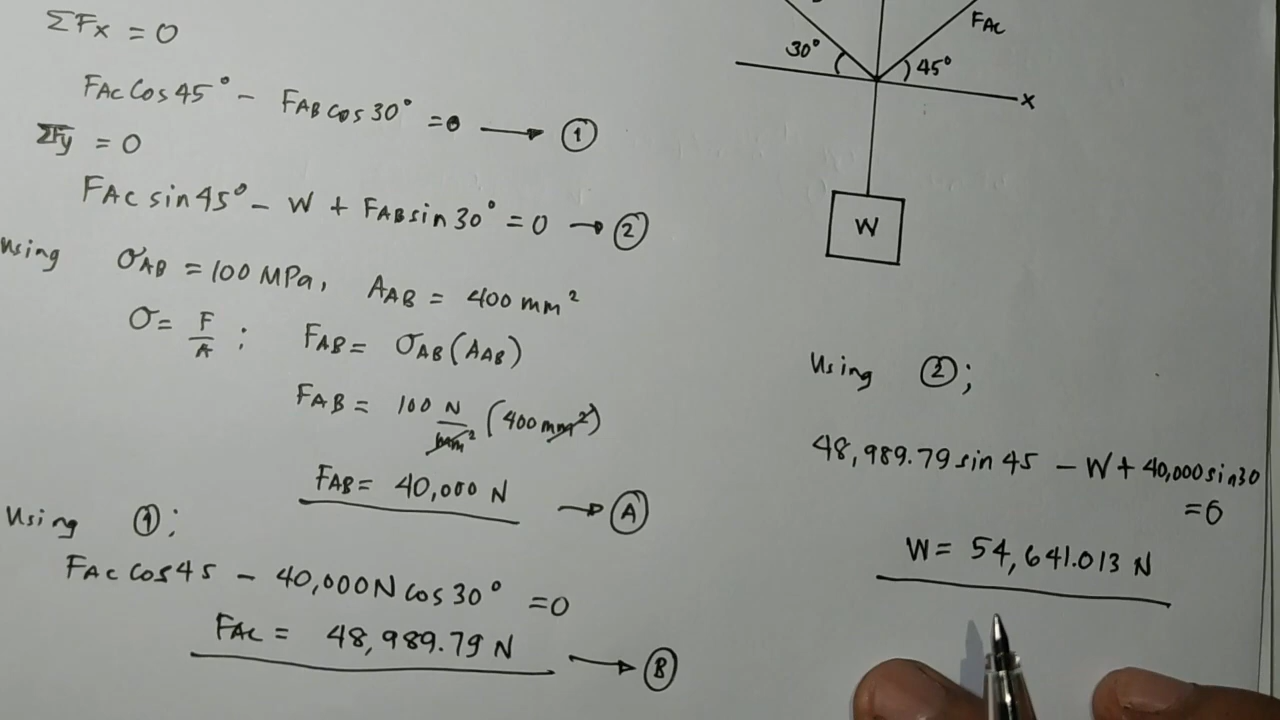 ΣFx = 0
FAC cos 45° - FAB cos 30° = 0 → ①
ΣFy = 0
FAC sin 45° - W + FAB sin 30° = 0 → ②
Using σAB = 100 MPa, AAB = 400 mm²
σ = F/A ; FAB = σAB (AAB)
FAB = 100 N/mm² (400 mm²)
FAB = 40,000 N → Ⓐ
Using ①;
FAC cos 45 - 40,000 N cos 30° = 0
FAC = 48,989.79 N → Ⓑ
FAC
30°
45°
x
W
Using ②;
48,989.79 sin 45 - W + 40,000 sin 30
= 0
W = 54,641.013 N